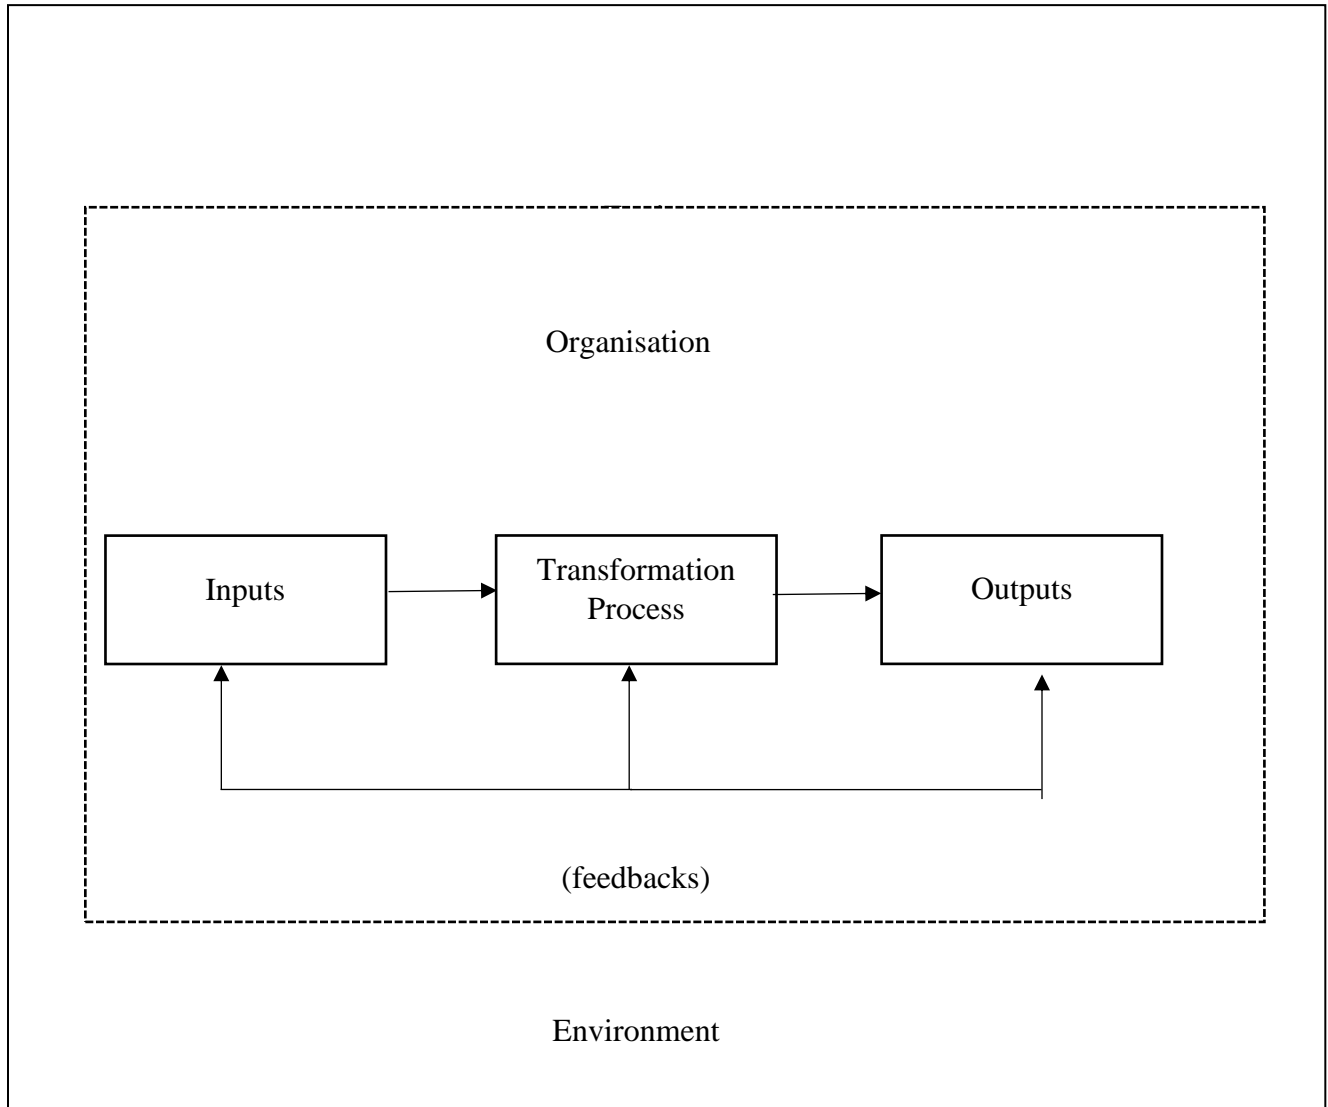 Organisation
Inputs
Transformation
Process
Outputs
(feedbacks)
Environment